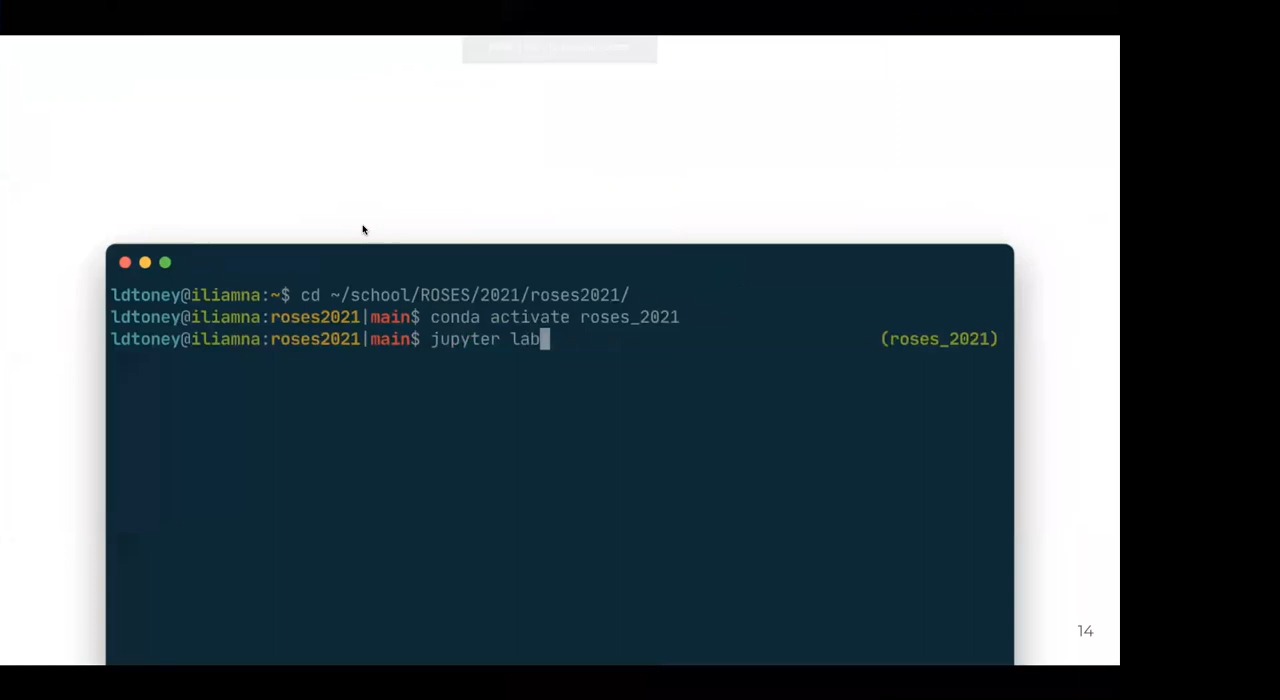 ldtoney@iliamna:~$ cd ~/school/ROSES/2021/roses2021/
ldtoney@iliamna:roses2021|main$ conda activate roses_2021
ldtoney@iliamna:roses2021|main$ jupyter lab (roses_2021)
14